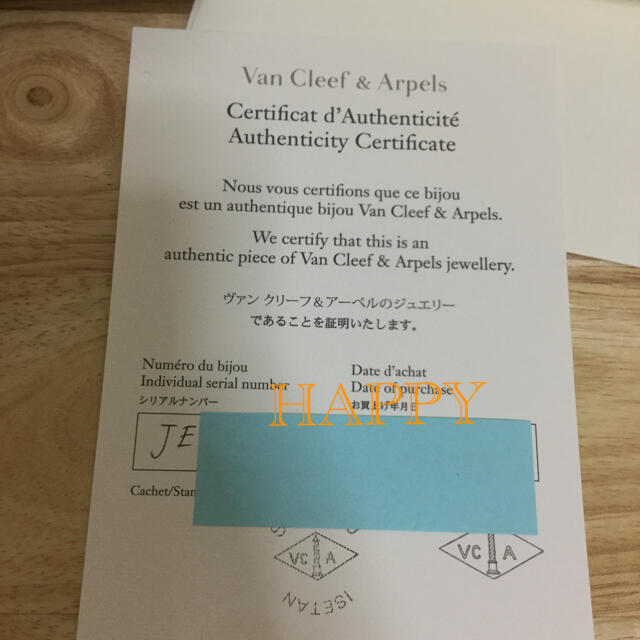 Van Cleef & Arpels
Certificat d'Authenticité
Authenticity Certificate
Nous vous certifions que ce bijou
est un authentique bijou Van Cleef & Arpels.
We certify that this is an
authentic piece of Van Cleef & Arpels jewellery.
ヴァン クリーフ&アーペルのジュエリー
であることを証明いたします。
Numéro du bijou
Individual serial number
シリアルナンバー
Date d'achat
Date of purchase
お買上げ年月日
HAPPY
JE
Cachet/Stam
VC A
ISETAN
VC A